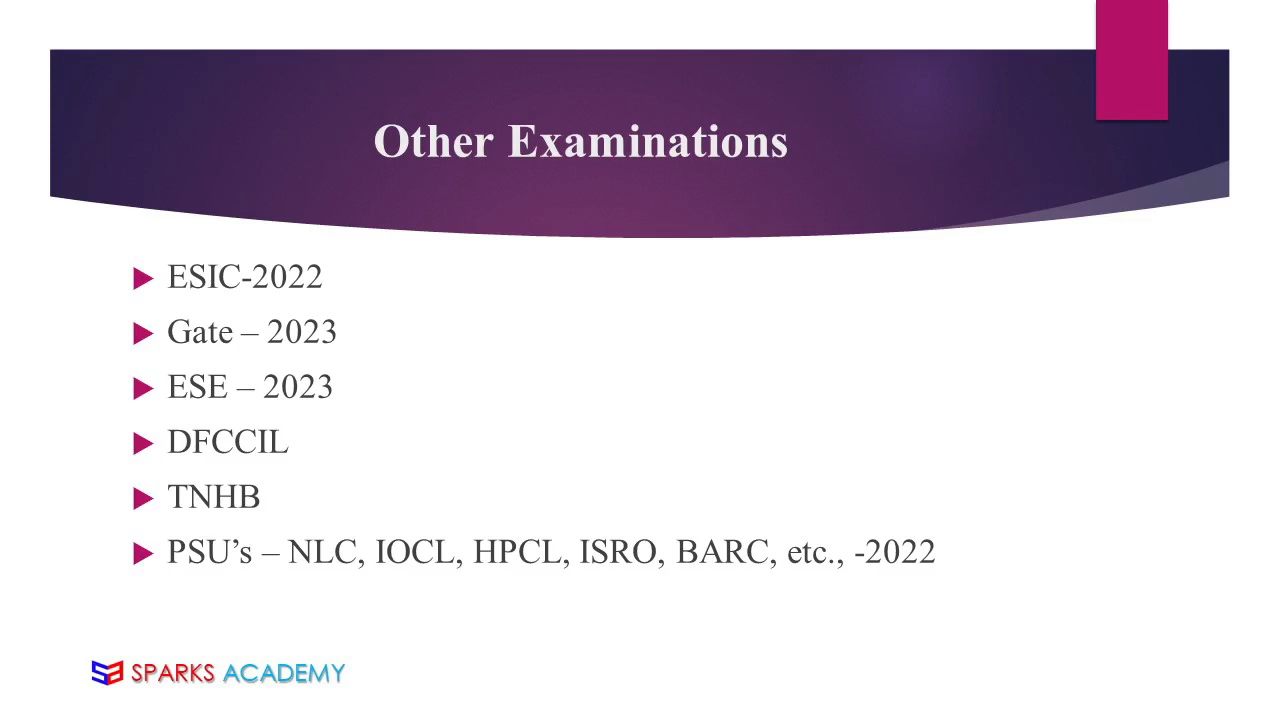 Other Examinations
ESIC-2022
Gate – 2023
ESE – 2023
DFCCIL
TNHB
PSU’s – NLC, IOCL, HPCL, ISRO, BARC, etc., -2022
SPARKS ACADEMY